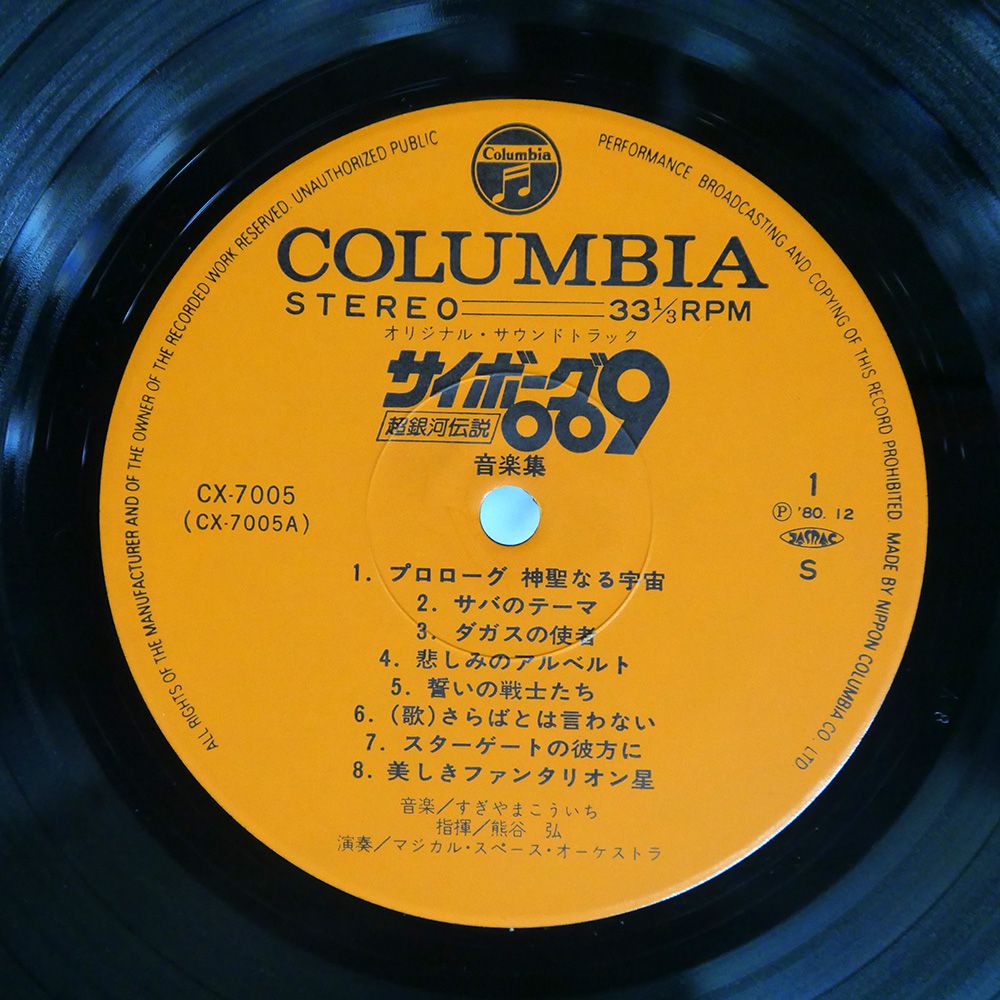 Columbia
ALL RIGHTS OF THE MANUFACTURER AND OF THE OWNER OF THE RECORDED WORK RESERVED. UNAUTHORIZED PUBLIC PERFORMANCE BROADCASTING AND COPYING OF THIS RECORD PROHIBITED. MADE BY NIPPON COLUMBIA CO. LTD
COLUMBIA
STEREO 33 1/3 RPM
オリジナル・サウンドトラック
サイボーグ009
超銀河伝説
音楽集
CX-7005
(CX-7005A)
1
Ⓟ '80. 12
JASRAC
S
1. プロローグ 神聖なる宇宙
2. サバのテーマ
3. ダガスの使者
4. 悲しみのアルベルト
5. 誓いの戦士たち
6. (歌)さらばとは言わない
7. スターゲートの彼方に
8. 美しきファンタリオン星
音楽/すぎやまこういち
指揮/熊谷 弘
演奏/マジカル・スペース・オーケストラ